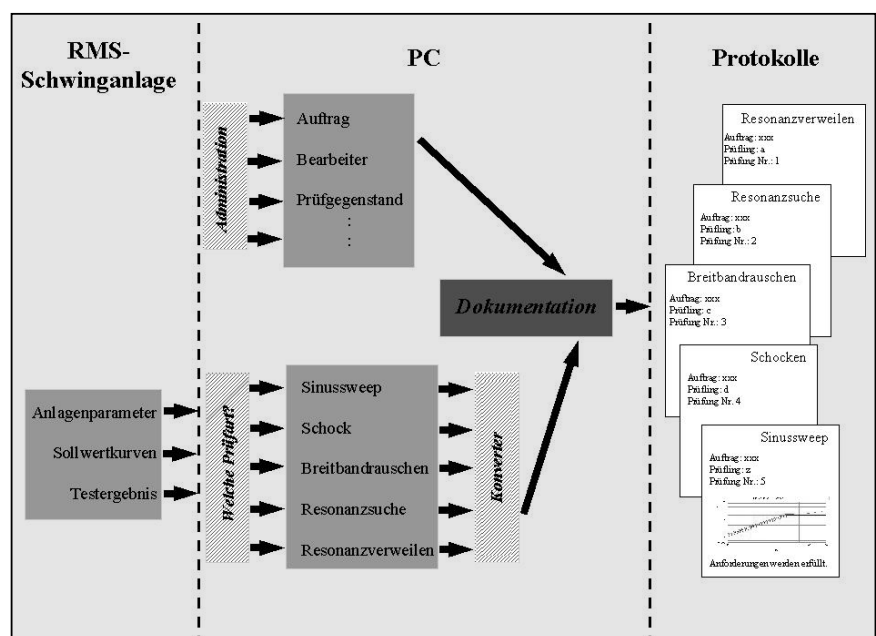 RMS-
Schwinganlage
PC
Protokolle
Administration
Auftrag
Bearbeiter
Prüfgegenstand
:
:
Dokumentation
Anlagenparameter
Sollwertkurven
Testergebnis
Welche Prüfart?
Sinussweep
Schock
Breitbandrauschen
Resonanzsuche
Resonanzverweilen
Konverter
Resonanzverweilen
Auftrag: xxx
Prüfling: a
Prüfung Nr.: 1
Resonanzsuche
Auftrag: xxx
Prüfling: b
Prüfung Nr.: 2
Breitbandrauschen
Auftrag: xxx
Prüfling: c
Prüfung Nr.: 3
Schocken
Auftrag: xxx
Prüfling: d
Prüfung Nr. 4
Sinussweep
Auftrag: xxx
Prüfling: z
Prüfung Nr.: 5
Anforderungen werden erfüllt.